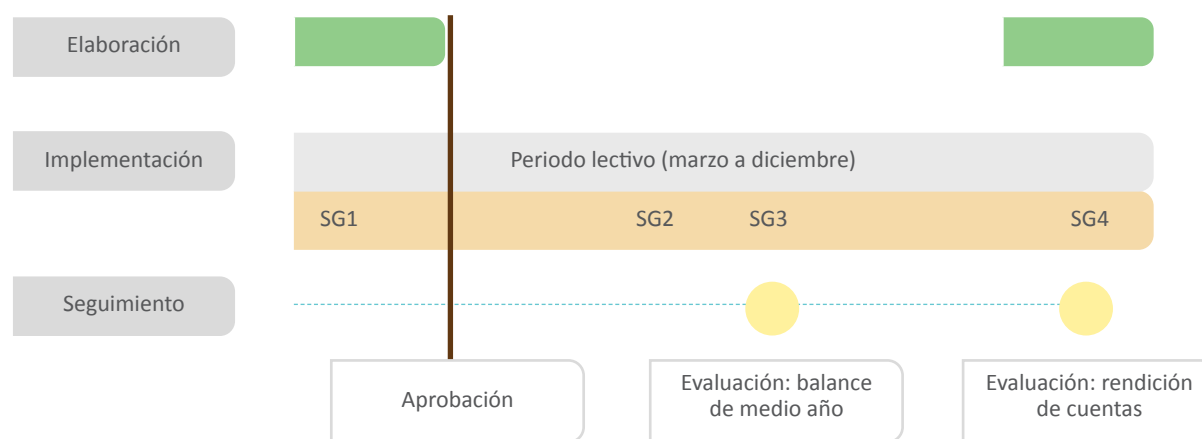 Elaboración
Implementación
Periodo lectivo (marzo a diciembre)
SG1
SG2
SG3
SG4
Seguimiento
Aprobación
Evaluación: balance
de medio año
Evaluación: rendición
de cuentas